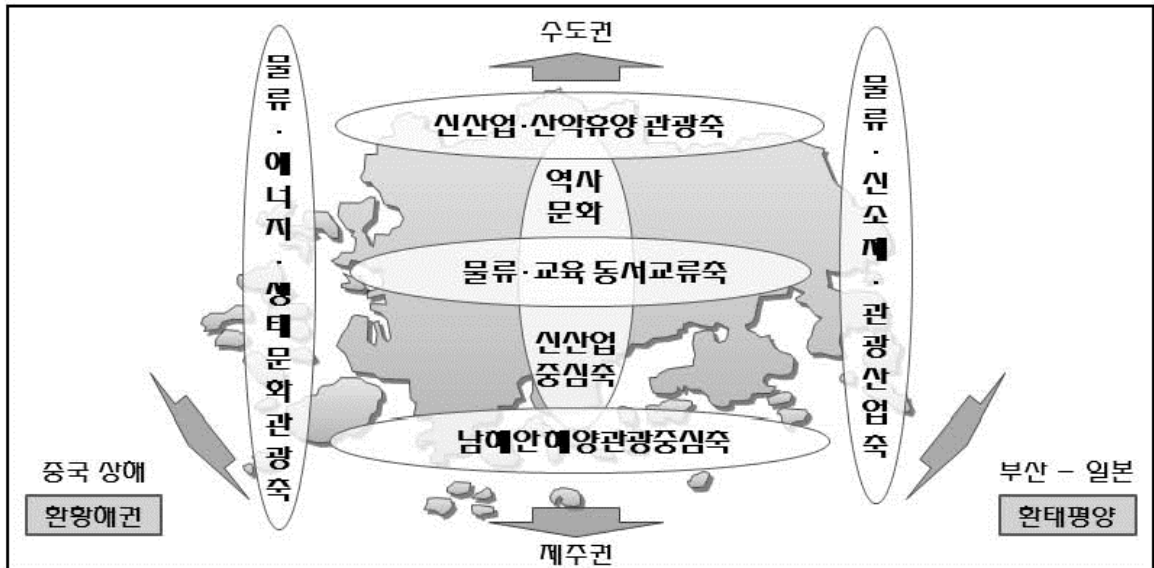 수도권
신산업·산악휴양 관광축
물류·에너지·생태문화관광축
역사
문화
물류·신소재·관광산업축
물류·교육 동서교류축
신산업
중심축
남해안 해양관광중심축
중국 상해
환황해권
부산 – 일본
환태평양
제주권